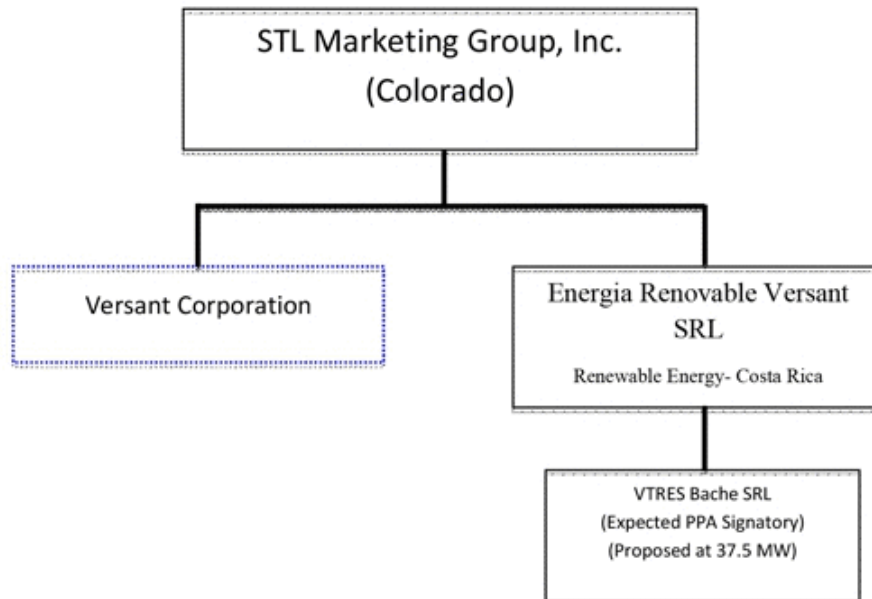 STL Marketing Group, Inc.
(Colorado)
Versant Corporation
Energia Renovable Versant
SRL
Renewable Energy- Costa Rica
VTRES Bache SRL
(Expected PPA Signatory)
(Proposed at 37.5 MW)